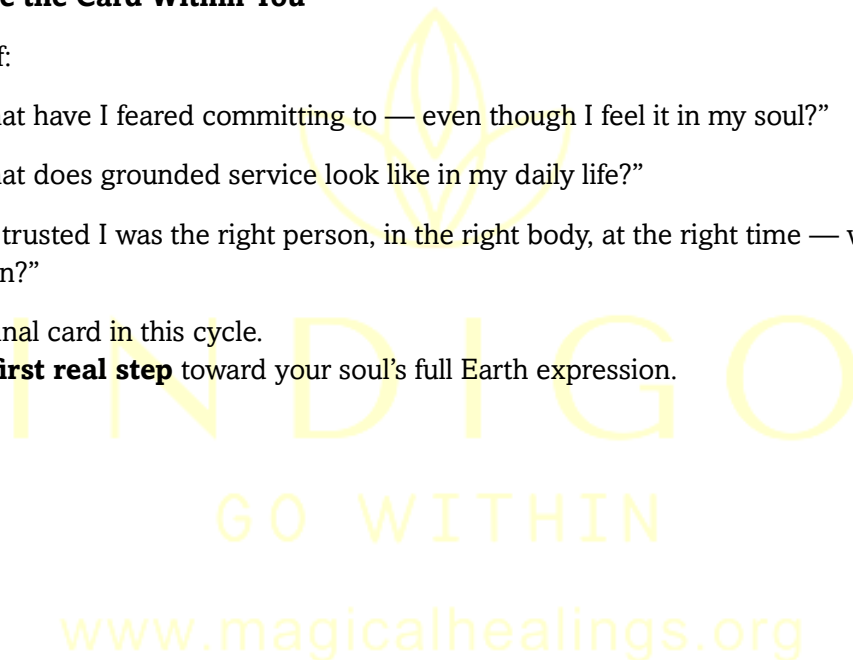 e the Card Within You
f:
at have I feared committing to — even though I feel it in my soul?”
at does grounded service look like in my daily life?”
trusted I was the right person, in the right body, at the right time —
n?”
nal card in this cycle.
irst real step toward your soul’s full Earth expression.
INDIGO
GO WITHIN
www.magicalhealings.org